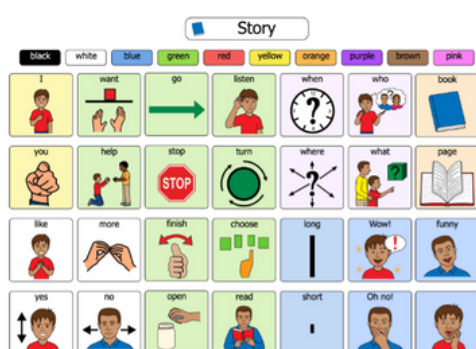 Story
black white blue green red yellow orange purple brown pink
I want go listen when who book
you help stop turn where what page
STOP
like more finish choose long Wow! funny
yes no open read short Oh no!